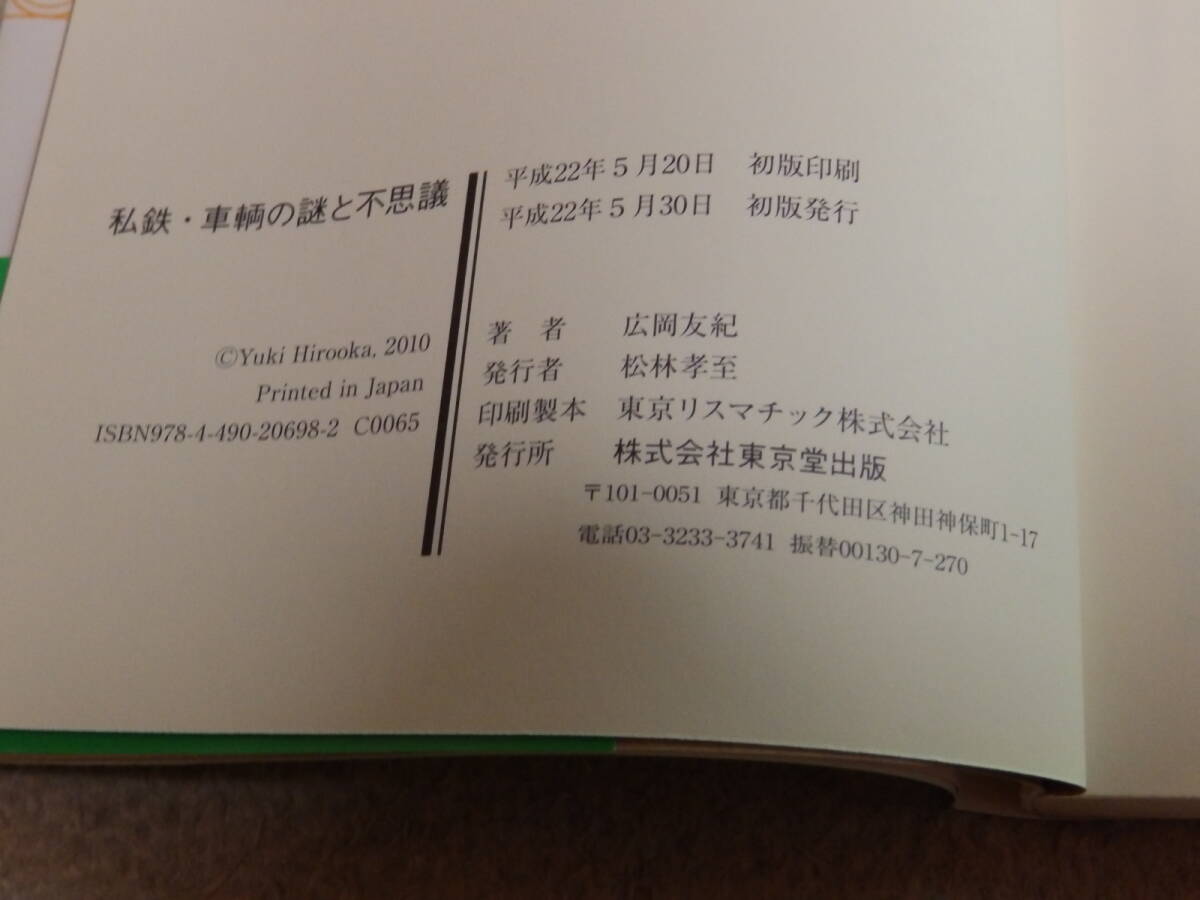 私鉄・車輌の謎と不思議
©Yuki Hirooka, 2010
Printed in Japan
ISBN978-4-490-20698-2 C0065
平成22年5月20日 初版印刷
平成22年5月30日 初版発行
著者 広岡友紀
発行者 松林孝至
印刷製本 東京リスマチック株式会社
発行所 株式会社東京堂出版
〒101-0051 東京都千代田区神田神保町1-17
電話03-3233-3741 振替00130-7-270